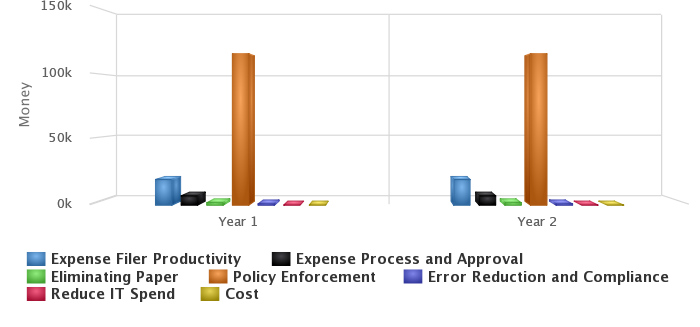 150k
100k
50k
0k
Money
Year 1
Year 2
Expense Filer Productivity
Expense Process and Approval
Eliminating Paper
Policy Enforcement
Error Reduction and Compliance
Reduce IT Spend
Cost